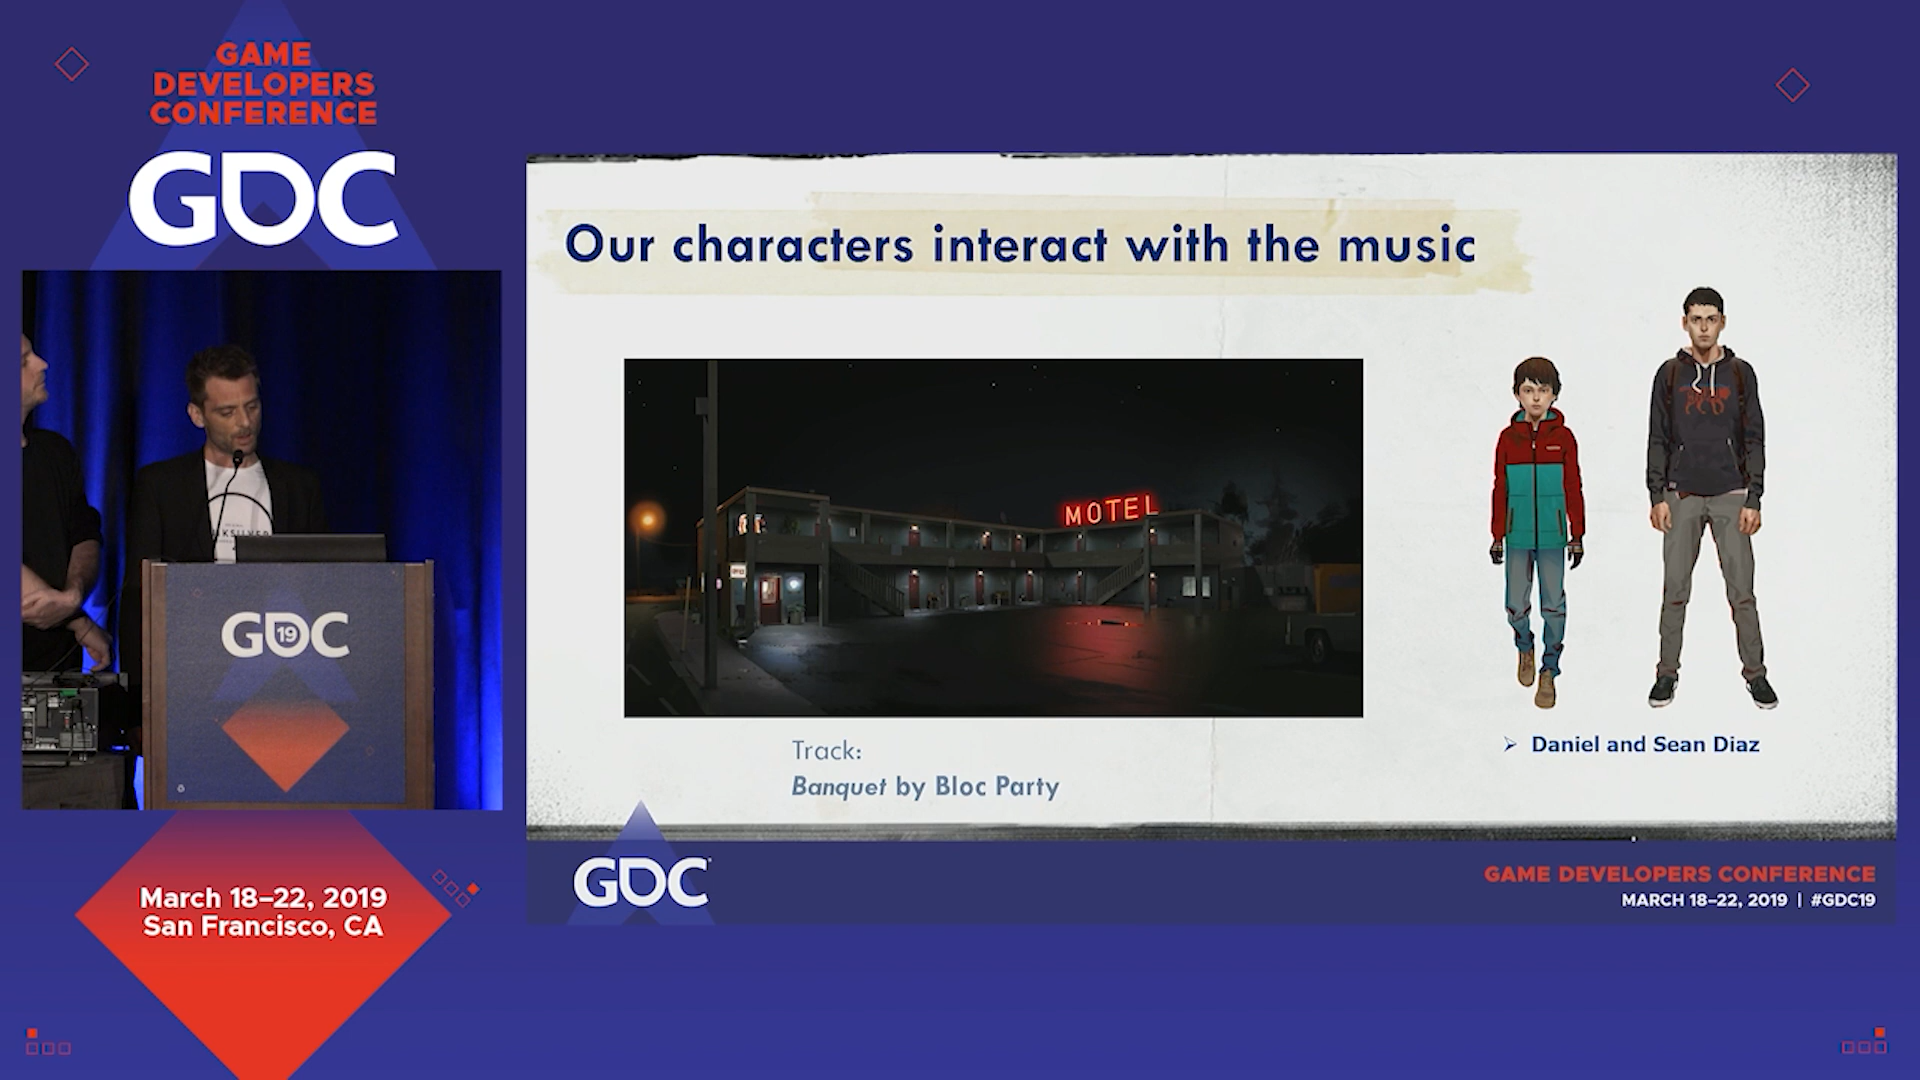 GAME
DEVELOPERS
CONFERENCE
GDC
GDC
19
March 18–22, 2019
San Francisco, CA
Our characters interact with the music
MOTEL
Track:
Banquet by Bloc Party
➢ Daniel and Sean Diaz
GDC
GAME DEVELOPERS CONFERENCE
MARCH 18–22, 2019 | #GDC19